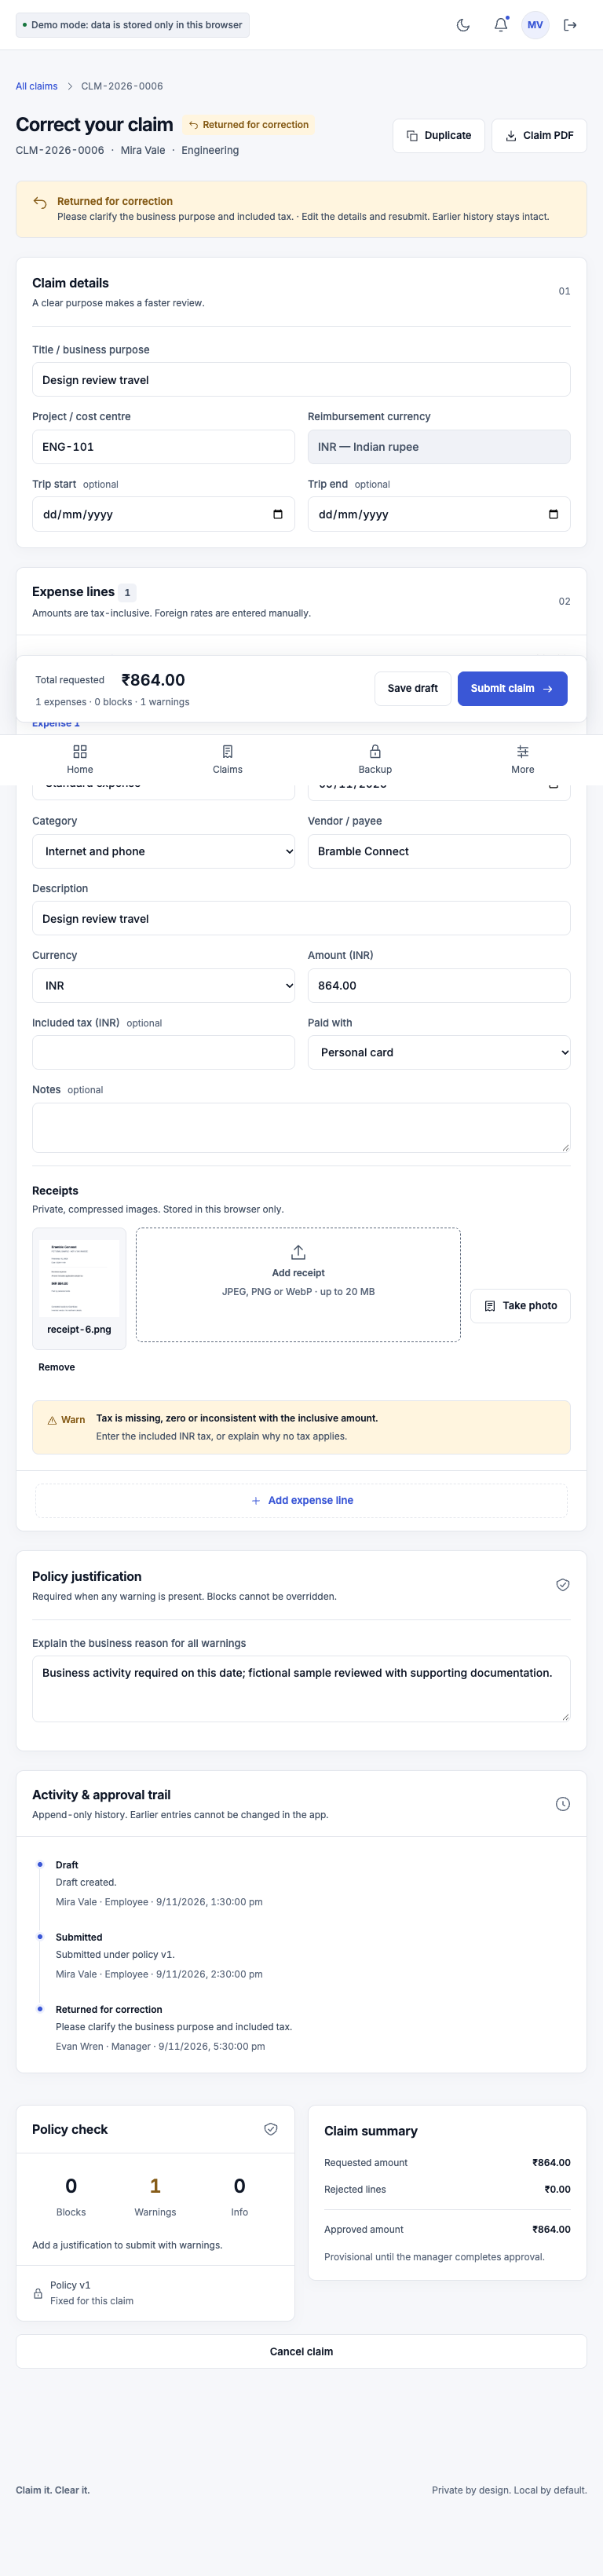 Demo mode: data is stored only in this browser
MV
All claims
CLM-2026-0006
Correct your claim
Returned for correction
CLM-2026-0006 · Mira Vale · Engineering
Duplicate
Claim PDF
Returned for correction
Please clarify the business purpose and included tax. · Edit the details and resubmit. Earlier history stays intact.
Claim details
A clear purpose makes a faster review.
01
Title / business purpose
Design review travel
Project / cost centre
Reimbursement currency
ENG-101
INR — Indian rupee
Trip start optional
Trip end optional
dd/mm/yyyy
dd/mm/yyyy
Expense lines 1
Amounts are tax-inclusive. Foreign rates are entered manually.
02
Total requested ₹864.00
1 expenses · 0 blocks · 1 warnings
Save draft
Submit claim
Expense 1
Home
Claims
Backup
More
Category
Vendor / payee
Internet and phone
Bramble Connect
Description
Design review travel
Currency
Amount (INR)
INR
864.00
Included tax (INR) optional
Paid with
Personal card
Notes optional
Receipts
Private, compressed images. Stored in this browser only.
Add receipt
JPEG, PNG or WebP · up to 20 MB
Take photo
receipt-6.png
Remove
Warn
Tax is missing, zero or inconsistent with the inclusive amount.
Enter the included INR tax, or explain why no tax applies.
Add expense line
Policy justification
Required when any warning is present. Blocks cannot be overridden.
Explain the business reason for all warnings
Business activity required on this date; fictional sample reviewed with supporting documentation.
Activity & approval trail
Append-only history. Earlier entries cannot be changed in the app.
Draft
Draft created.
Mira Vale · Employee · 9/11/2026, 1:30:00 pm
Submitted
Submitted under policy v1.
Mira Vale · Employee · 9/11/2026, 2:30:00 pm
Returned for correction
Please clarify the business purpose and included tax.
Evan Wren · Manager · 9/11/2026, 5:30:00 pm
Policy check
0
1
0
Blocks
Warnings
Info
Add a justification to submit with warnings.
Policy v1
Fixed for this claim
Claim summary
Requested amount ₹864.00
Rejected lines ₹0.00
Approved amount ₹864.00
Provisional until the manager completes approval.
Cancel claim
Claim it. Clear it.
Private by design. Local by default.